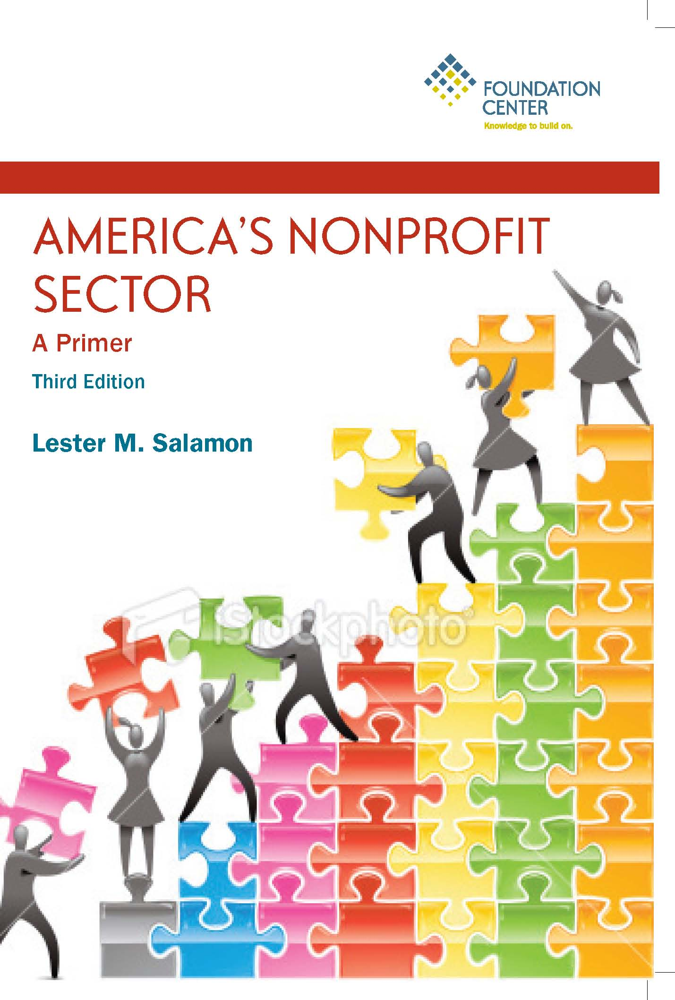 FOUNDATION
CENTER
Knowledge to build on.
AMERICA'S NONPROFIT
SECTOR
A Primer
Third Edition
Lester M. Salamon
iStockphoto